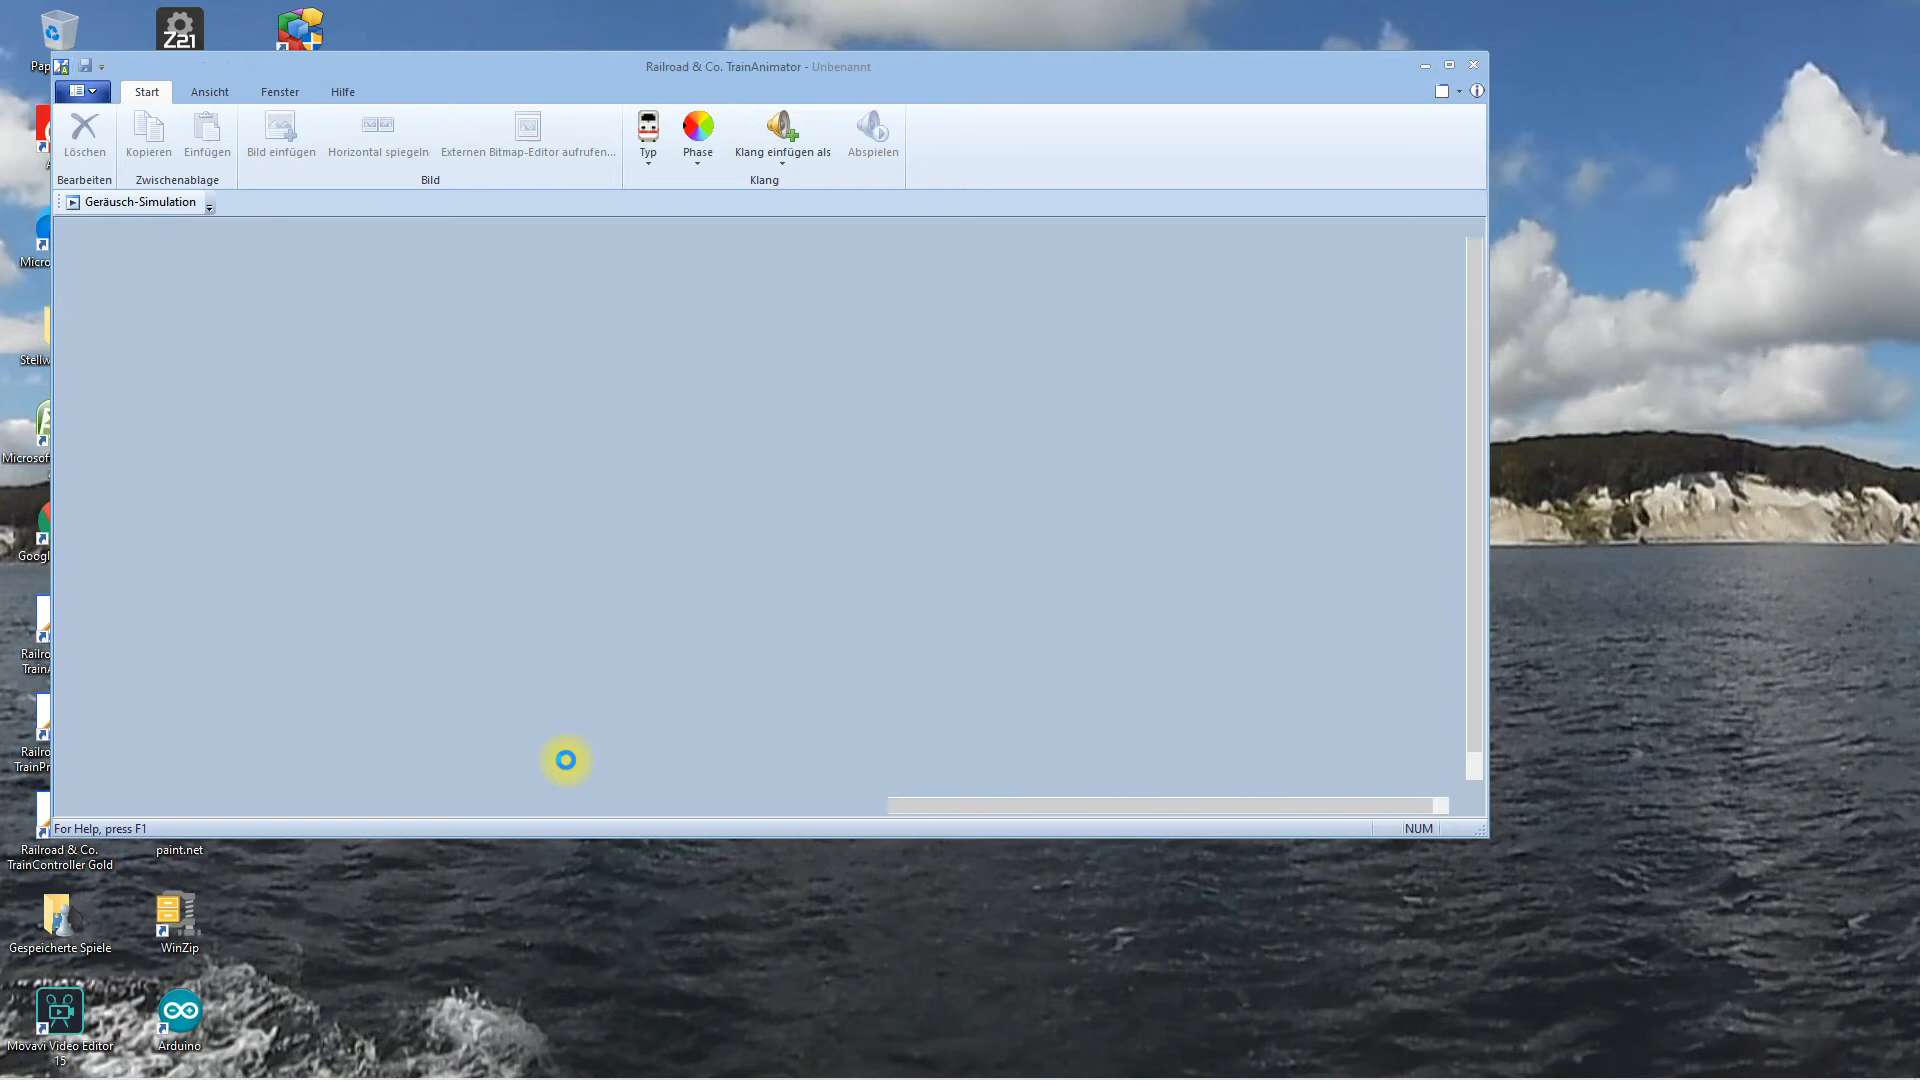 Z21
Railroad & Co. TrainAnimator - Unbenannt
Start
Ansicht
Fenster
Hilfe
Löschen
Kopieren
Einfügen
Bild einfügen
Horizontal spiegeln
Externen Bitmap-Editor aufrufen...
Typ
Phase
Klang einfügen als
Abspielen
Bearbeiten
Zwischenablage
Bild
Klang
Geräusch-Simulation
Pap
Micro
Stellw
Microsof
Googl
Railro
TrainA
Railro
TrainPr
For Help, press F1
NUM
Railroad & Co.
TrainController Gold
paint.net
Gespeicherte Spiele
WinZip
Movavi Video Editor
15
Arduino